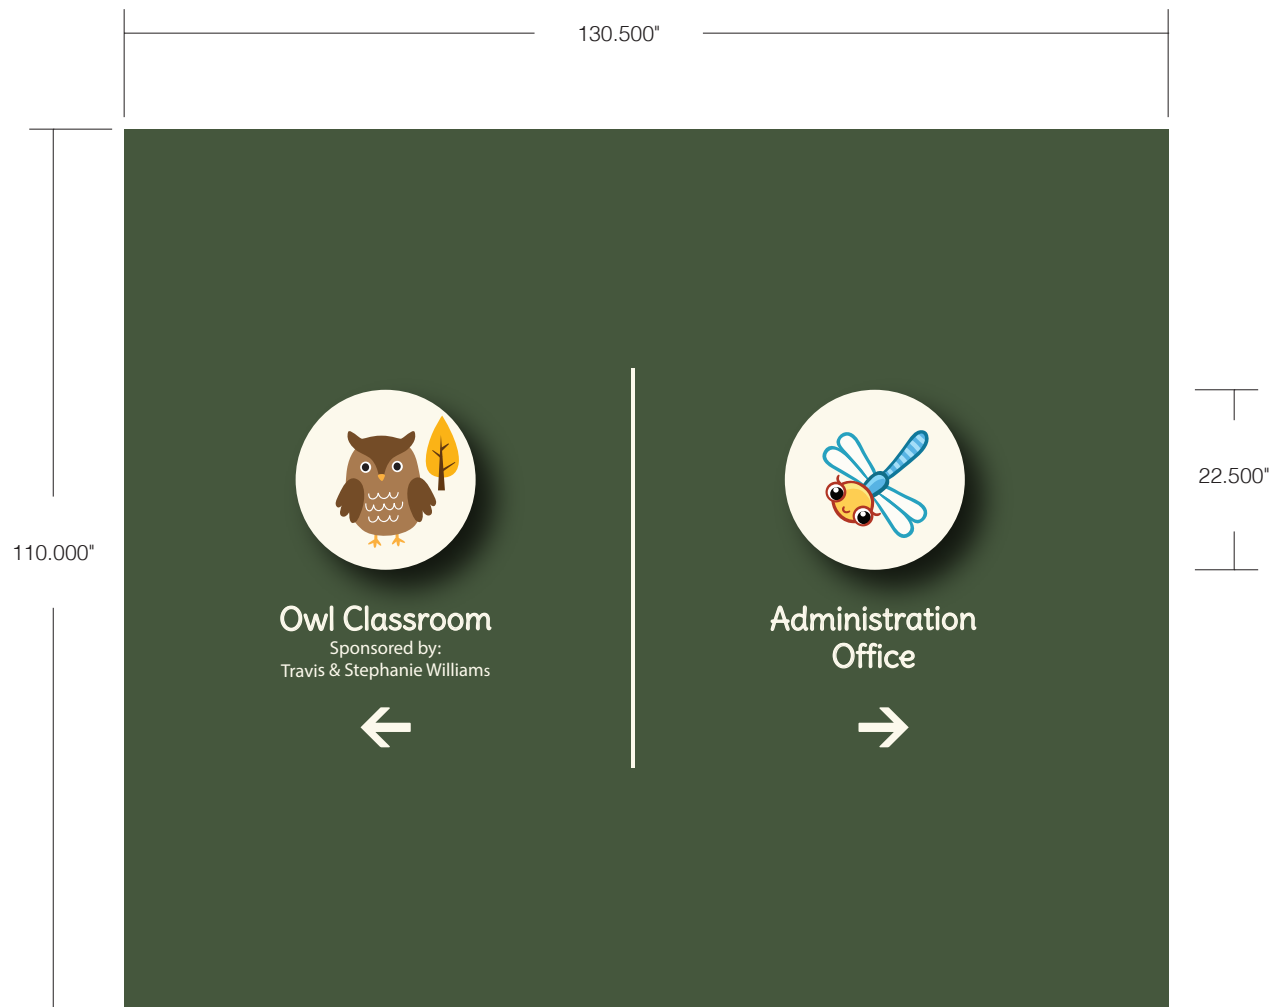 130.500"
22.500"
110.000"
Owl Classroom
Sponsored by:
Travis & Stephanie Williams
Administration
Office